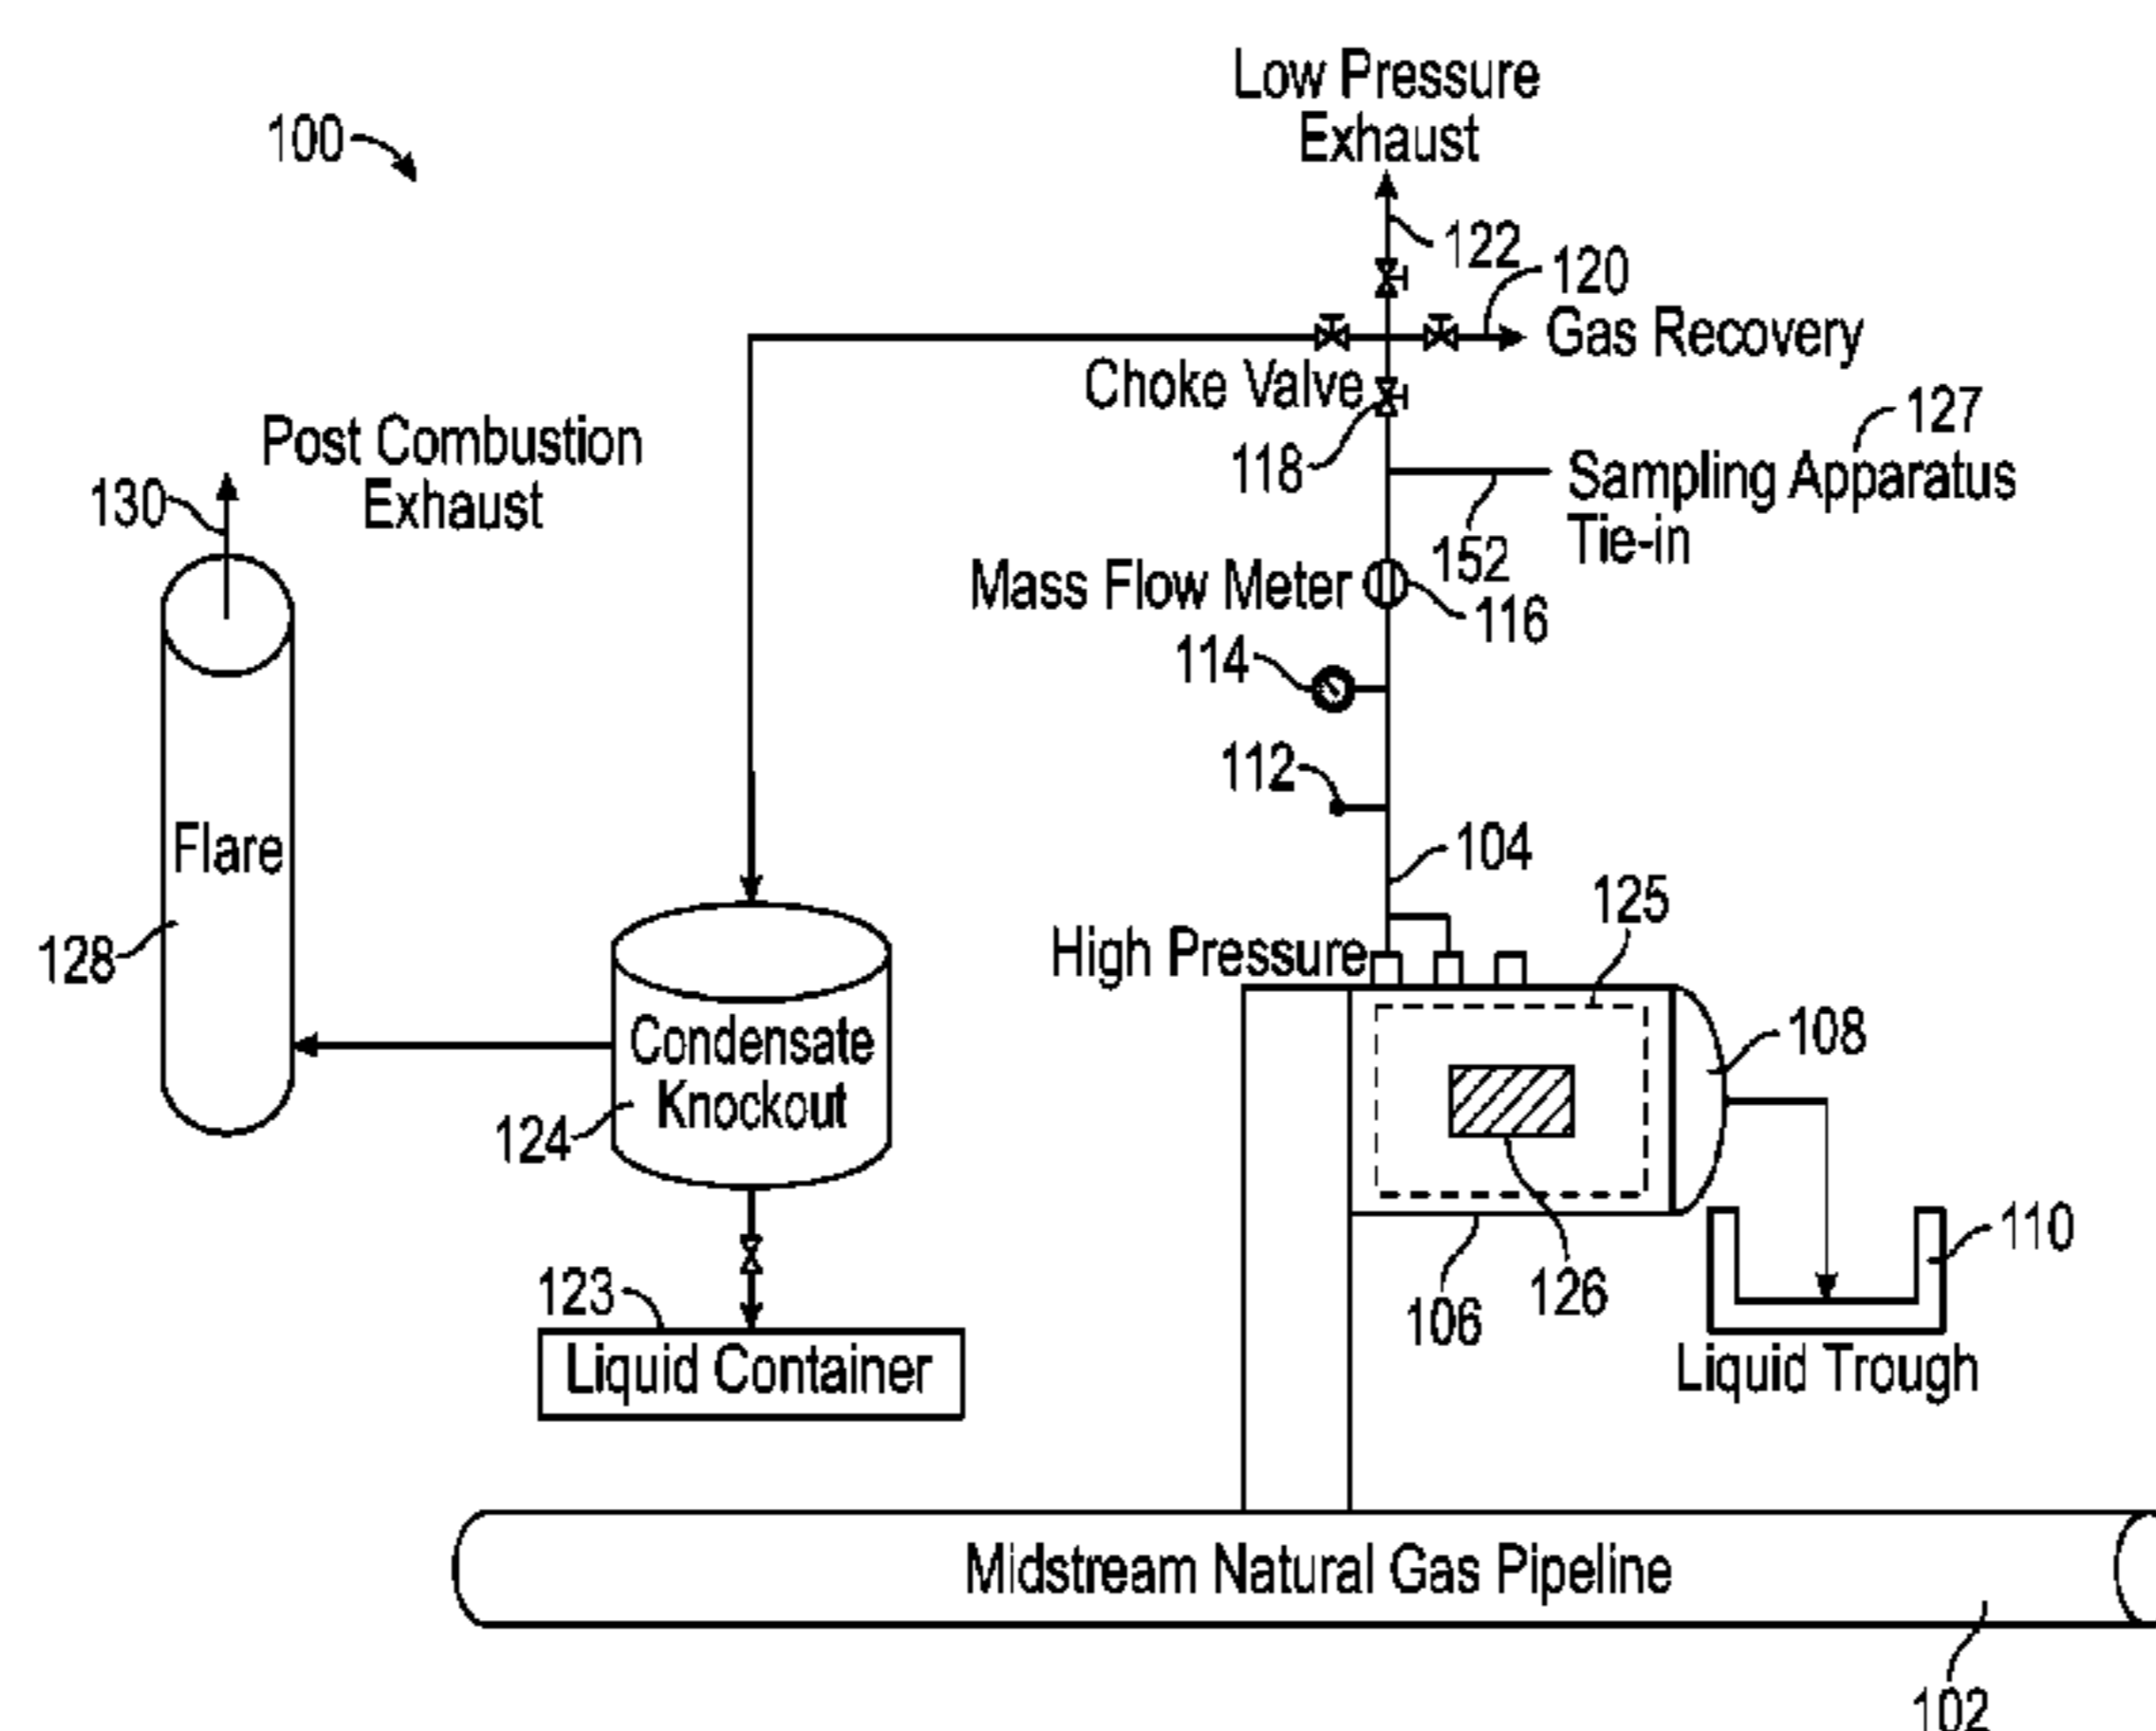 Low Pressure
Exhaust
100
122
120
Gas Recovery
Choke Valve
118
127
Sampling Apparatus
Tie-in
152
Post Combustion
Exhaust
130
Mass Flow Meter
116
114
112
104
Flare
128
High Pressure
125
108
Condensate
Knockout
124
126
106
110
Liquid Trough
123
Liquid Container
Midstream Natural Gas Pipeline
102